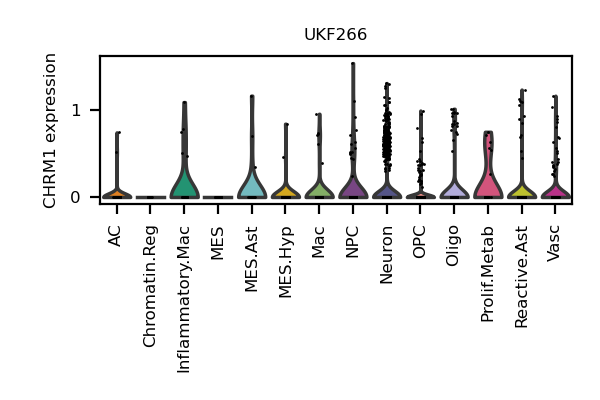 UKF266
CHRM1 expression
1
0
AC
Chromatin.Reg
Inflammatory.Mac
MES
MES.Ast
MES.Hyp
Mac
NPC
Neuron
OPC
Oligo
Prolif.Metab
Reactive.Ast
Vasc